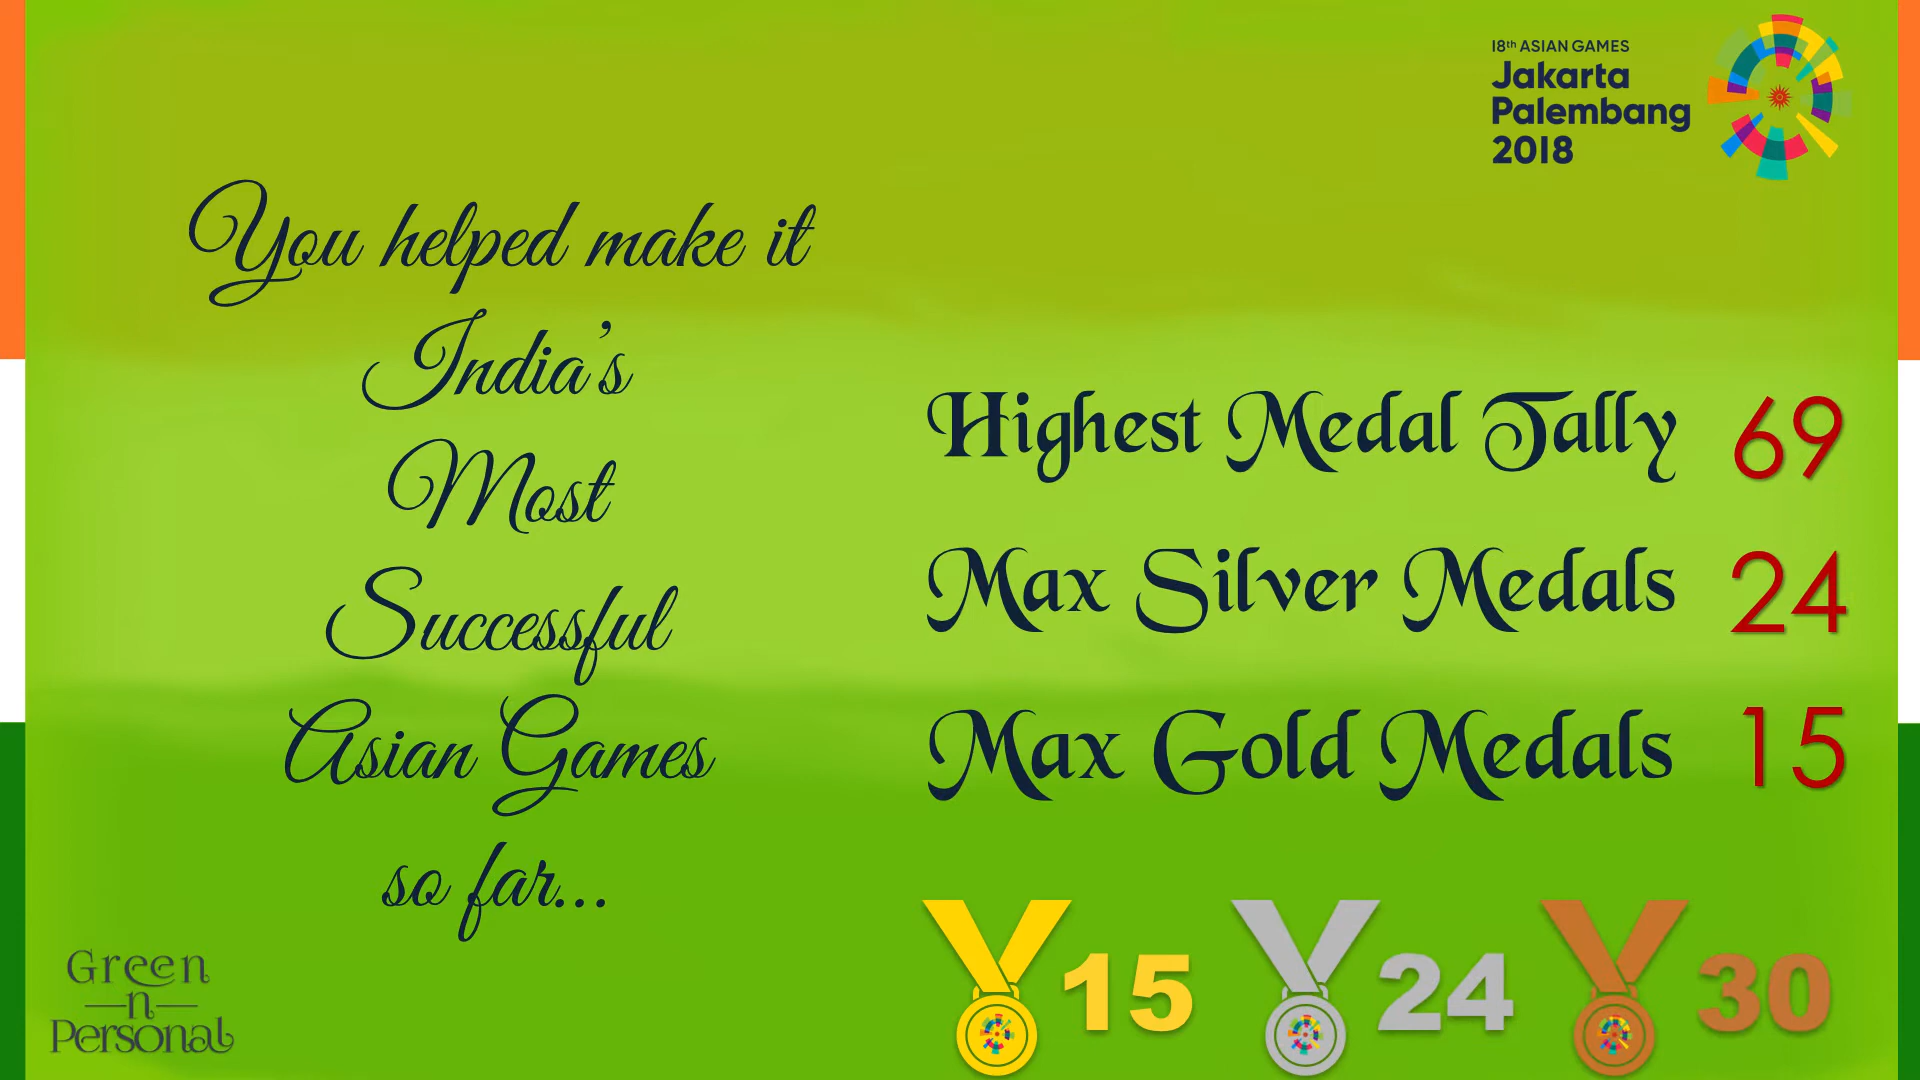 18th ASIAN GAMES
Jakarta
Palembang
2018
You helped make it
India's
Most
Successful
Asian Games
so far...
Highest Medal Tally 69
Max Silver Medals 24
Max Gold Medals 15
15 24 30
Green
n
Personal